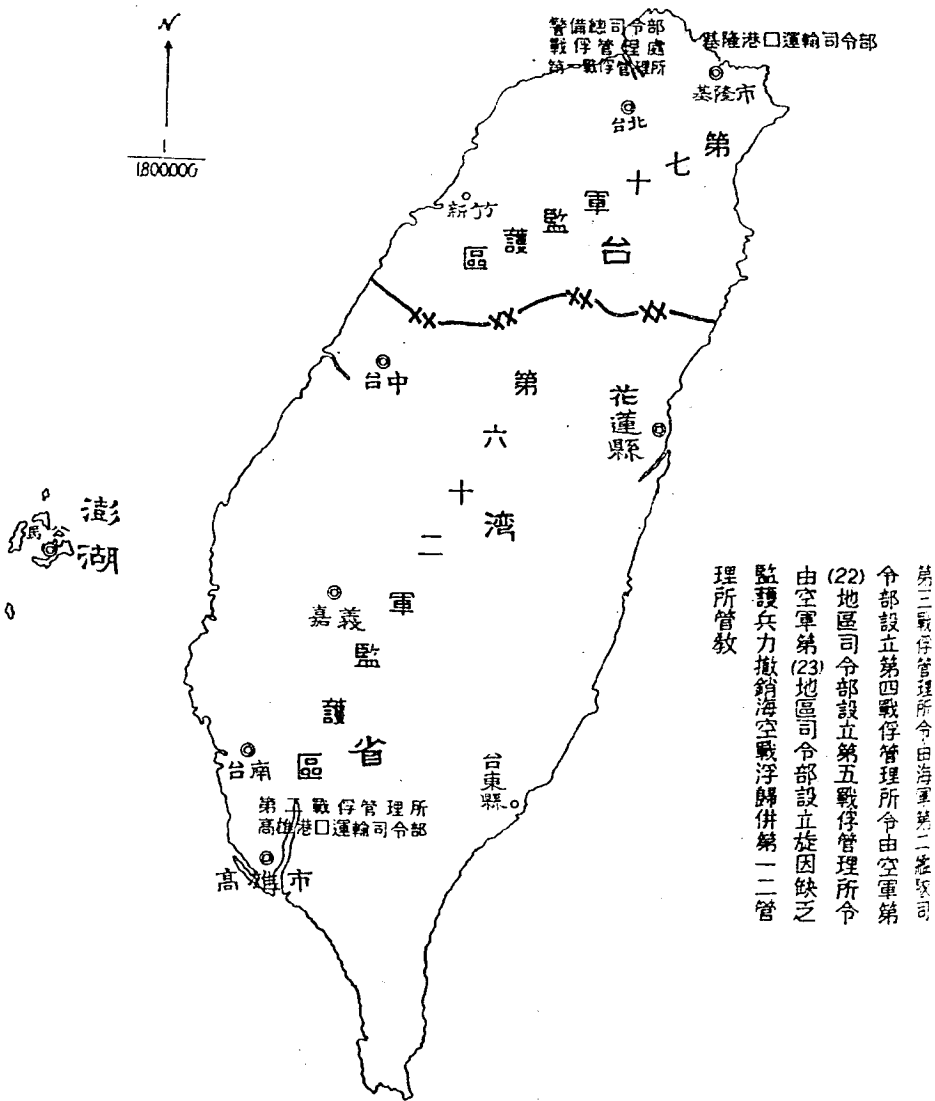 N
1
1800000
警備總司令部
戰俘管理處
第一戰俘管理所
基隆港口運輸司令部
基隆市
台北
第七十軍監護區
新竹
台湾省
台中
第六十二軍監護區
花蓮縣
澎湖
嘉義
台南
台東縣
第二戰俘管理所
高雄港口運輸司令部
高雄市
第三戰俘管理所令由海軍第二艦隊司
令部設立第四戰俘管理所令由空軍第
(22)地區司令部設立第五戰俘管理所令
由空軍第(23)地區司令部設立旋因缺乏
監護兵力撤銷海空戰浮歸併第一二管
理所管教